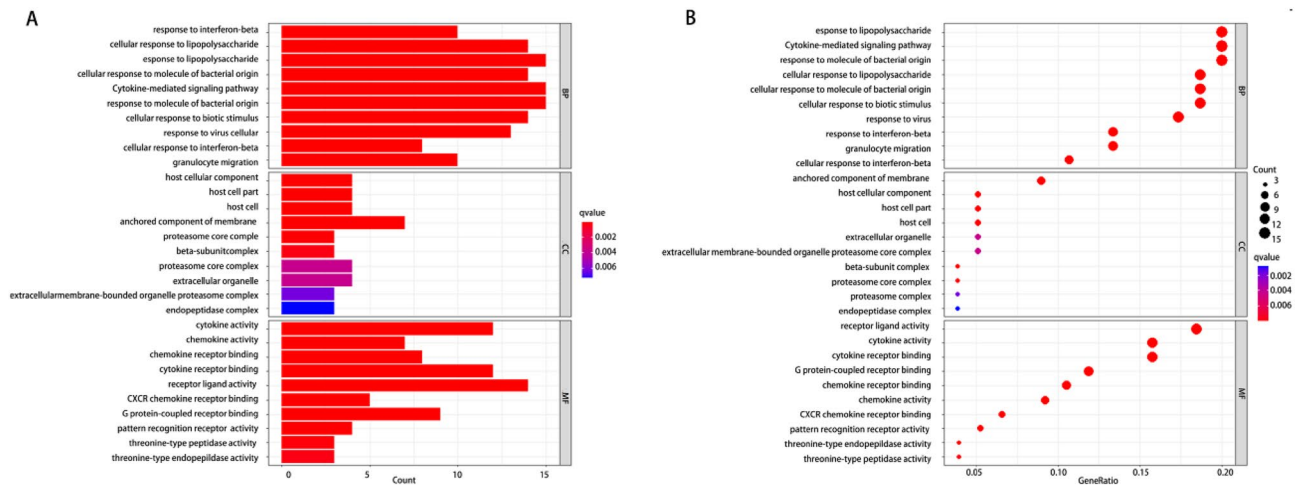 A
response to interferon-beta
cellular response to lipopolysaccharide
esponse to lipopolysaccharide
cellular response to molecule of bacterial origin
Cytokine-mediated signaling pathway
response to molecule of bacterial origin
cellular response to biotic stimulus
response to virus cellular
cellular response to interferon-beta
granulocyte migration
BP
host cellular component
host cell part
host cell
anchored component of membrane
proteasome core comple
beta-subunitcomplex
proteasome core complex
extracellular organelle
extracellularmembrane-bounded organelle proteasome complex
endopeptidase complex
CC
cytokine activity
chemokine activity
chemokine receptor binding
cytokine receptor binding
receptor ligand activity
CXCR chemokine receptor binding
G protein-coupled receptor binding
pattern recognition receptor activity
threonine-type peptidase activity
threonine-type endopepildase activity
MF
0 5 10 15
Count
qvalue
0.002
0.004
0.006
B
esponse to lipopolysaccharide
Cytokine-mediated signaling pathway
response to molecule of bacterial origin
cellular response to lipopolysaccharide
cellular response to molecule of bacterial origin
cellular response to biotic stimulus
response to virus
response to interferon-beta
granulocyte migration
cellular response to interferon-beta
BP
anchored component of membrane
host cellular component
host cell part
host cell
extracellular organelle
extracellular membrane-bounded organelle proteasome core complex
beta-subunit complex
proteasome core complex
proteasome complex
endopeptidase complex
CC
receptor ligand activity
cytokine activity
cytokine receptor binding
G protein-coupled receptor binding
chemokine receptor binding
chemokine activity
CXCR chemokine receptor binding
pattern recognition receptor activity
threonine-type endopepildase activity
threonine-type peptidase activity
MF
0.05 0.10 0.15 0.20
GeneRatio
Count
3
6
9
12
15
qvalue
0.002
0.004
0.006